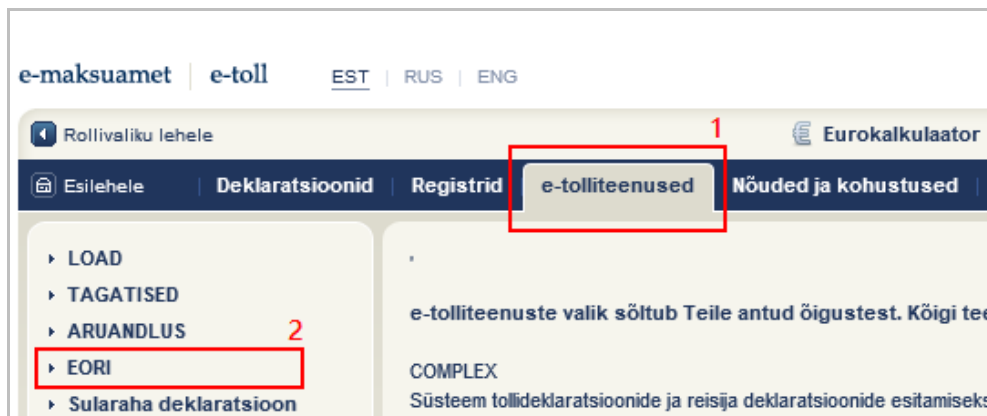 e-maksuamet | e-toll EST | RUS | ENG
Rollivaliku lehele 1 Eurokalkulaator
Esilehele | Deklaratsioonid | Registrid e-tolliteenused Nõuded ja kohustused
LOAD
TAGATISED
ARUANDLUS 2
EORI
Sularaha deklaratsioon
e-tolliteenuste valik sõltub Teile antud õigustest. Kõigi
COMPLEX
Süsteem tollideklaratsioonide ja reisija deklaratsioonide esitamiseks